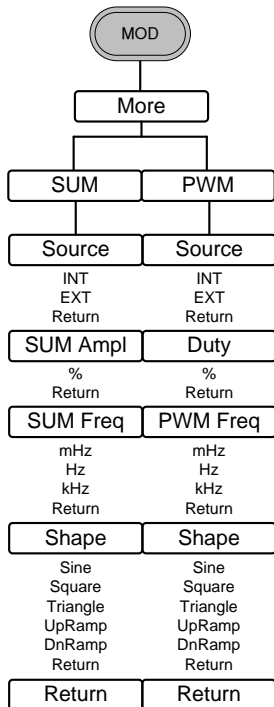 MOD
More
SUM PWM
Source Source
INT INT
EXT EXT
Return Return
SUM Ampl Duty
% %
Return Return
SUM Freq PWM Freq
mHz mHz
Hz Hz
kHz kHz
Return Return
Shape Shape
Sine Sine
Square Square
Triangle Triangle
UpRamp UpRamp
DnRamp DnRamp
Return Return
Return Return